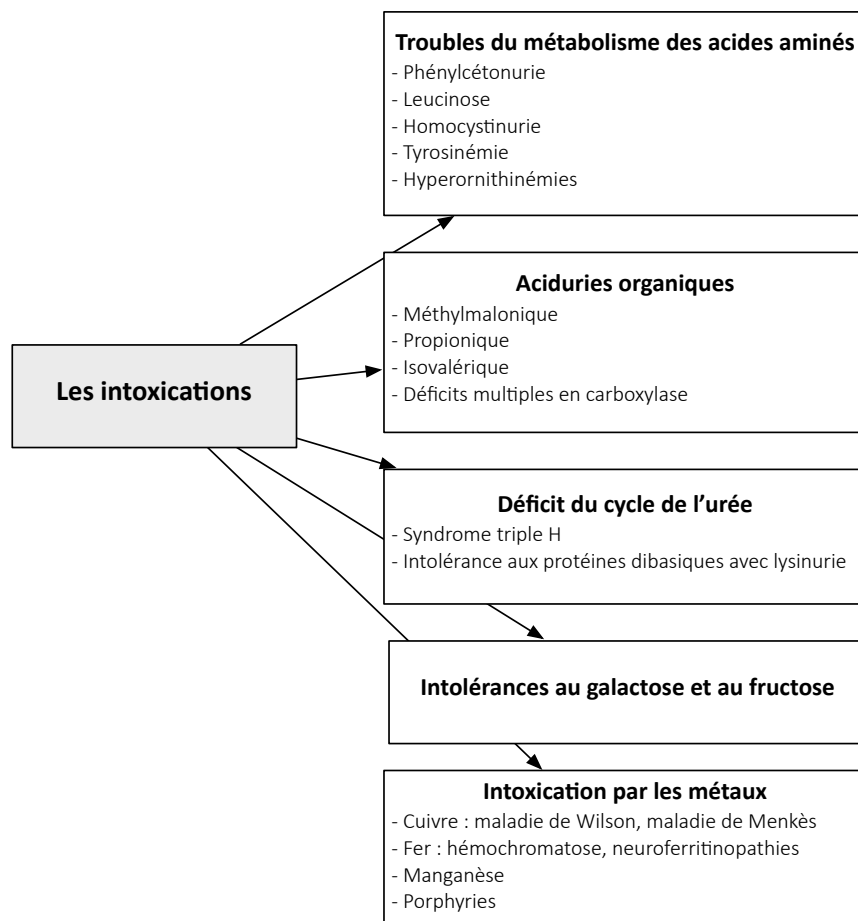 Troubles du métabolisme des acides aminés
- Phénylcétonurie
- Leucinose
- Homocystinurie
- Tyrosinémie
- Hyperornithinémies
Aciduries organiques
- Méthylmalonique
- Propionique
- Isovalérique
- Déficits multiples en carboxylase
Les intoxications
Déficit du cycle de l’urée
- Syndrome triple H
- Intolérance aux protéines dibasiques avec lysinurie
Intolérances au galactose et au fructose
Intoxication par les métaux
- Cuivre : maladie de Wilson, maladie de Menkès
- Fer : hémochromatose, neuroferritinopathies
- Manganèse
- Porphyries